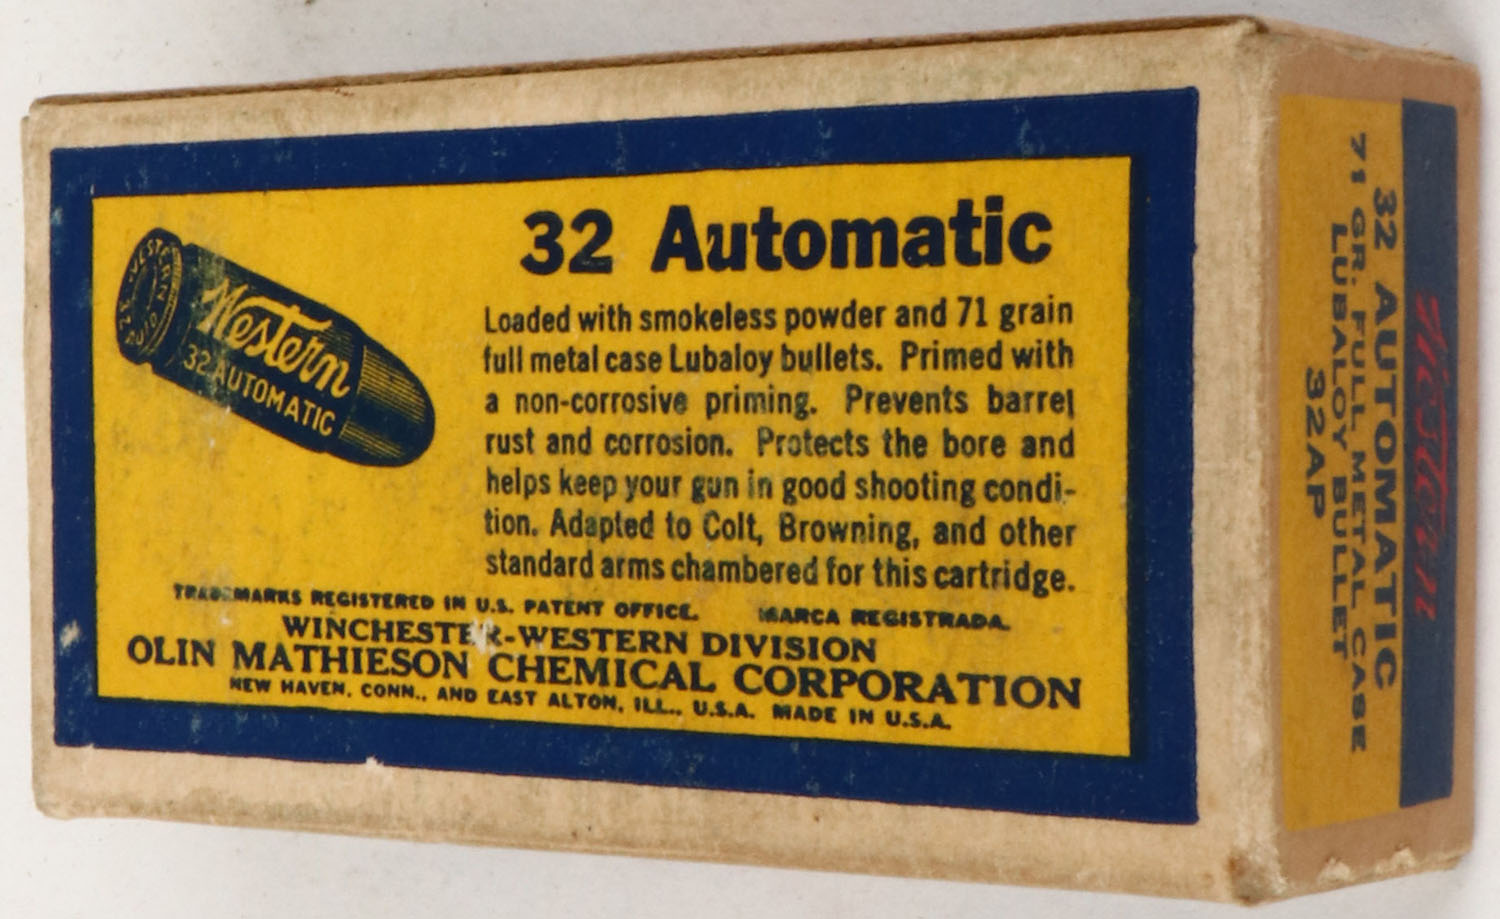 32 Automatic
Loaded with smokeless powder and 71 grain
full metal case Lubaloy bullets. Primed with
a non-corrosive priming. Prevents barrel
rust and corrosion. Protects the bore and
helps keep your gun in good shooting condi-
tion. Adapted to Colt, Browning, and other
standard arms chambered for this cartridge.
WESTERN
32 AUTO
Western
32 AUTOMATIC
TRADEMARKS REGISTERED IN U.S. PATENT OFFICE. MARCA REGISTRADA.
WINCHESTER-WESTERN DIVISION
OLIN MATHIESON CHEMICAL CORPORATION
NEW HAVEN, CONN., AND EAST ALTON, ILL., U.S.A. MADE IN U.S.A.
Western
32 AUTOMATIC
71 GR. FULL METAL CASE
LUBALOY BULLET
32AP